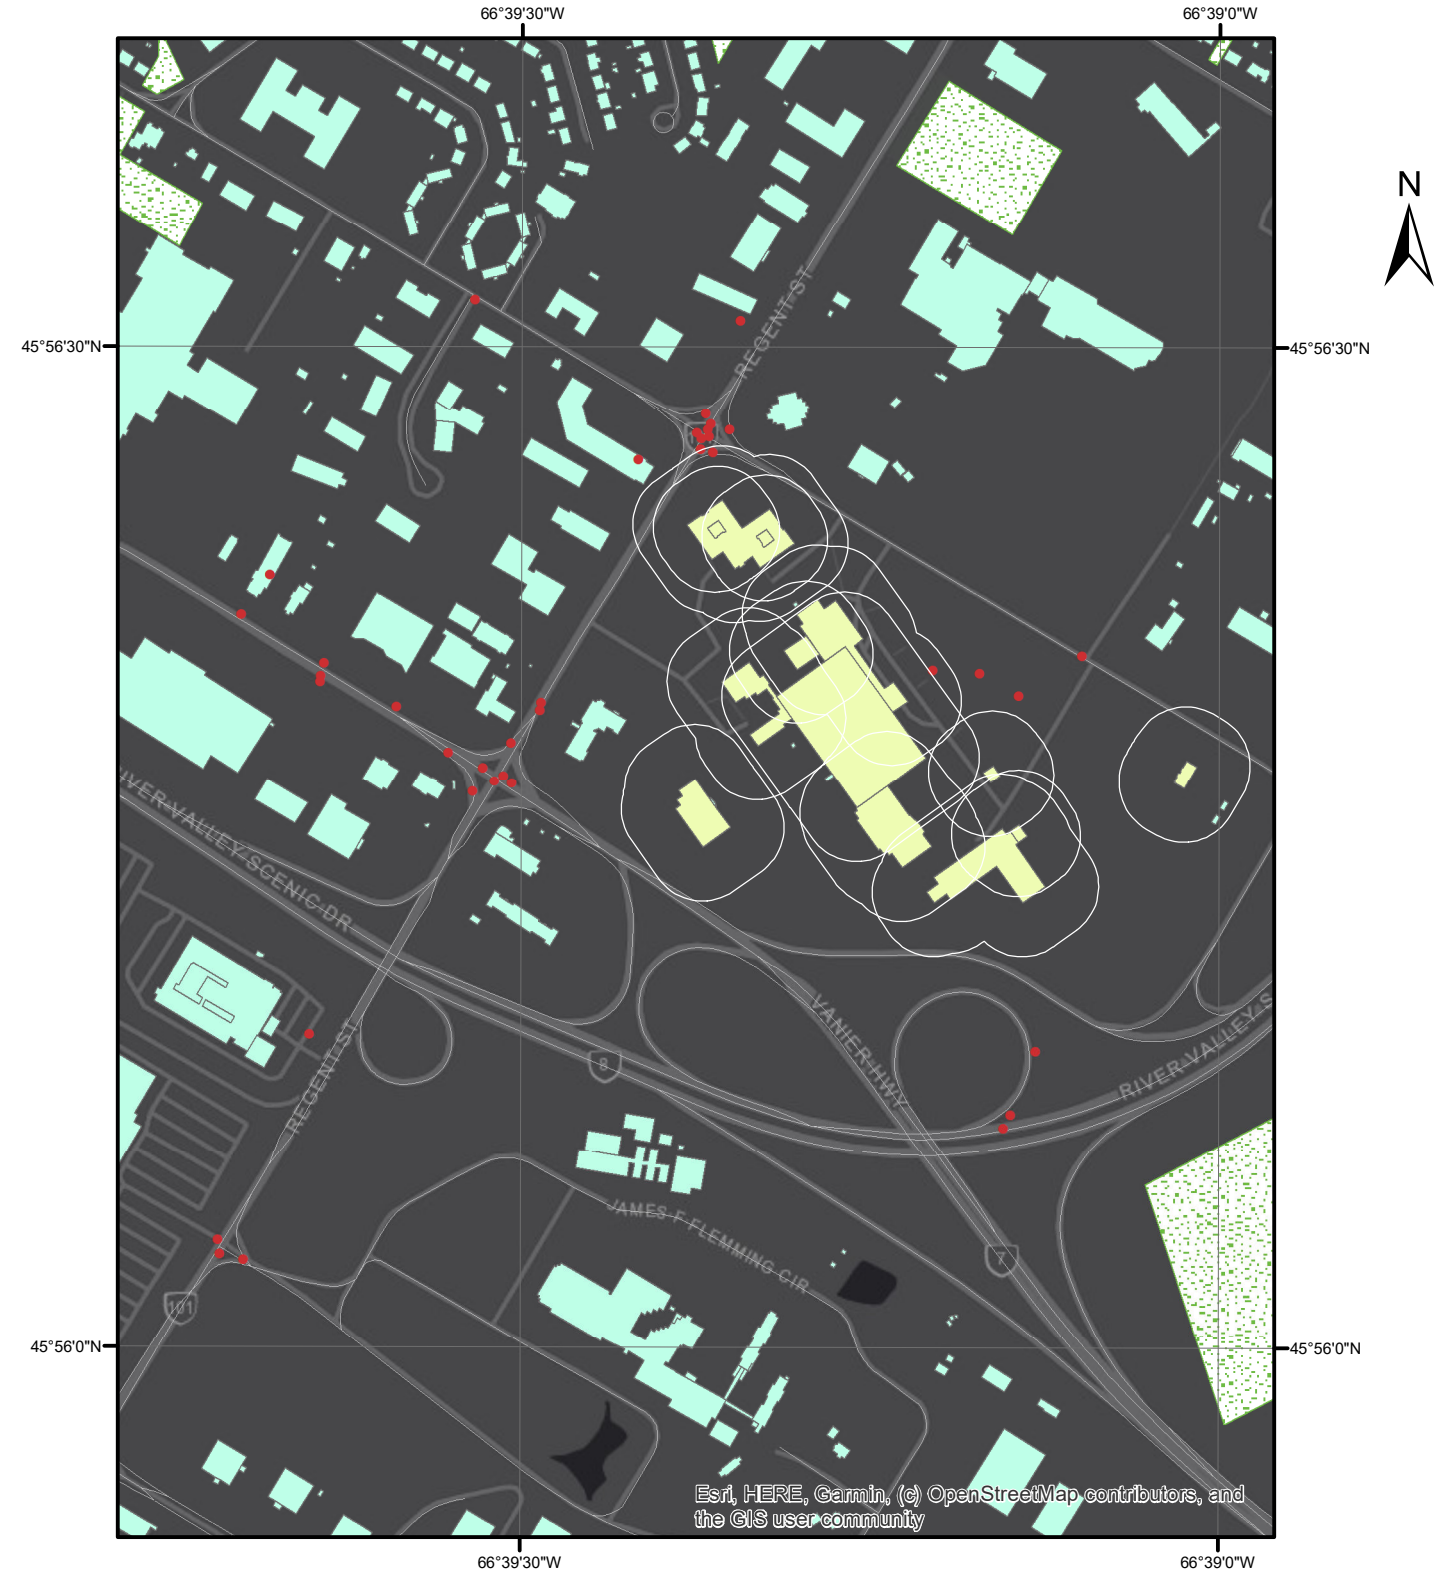 66°39'30"W
66°39'0"W
N
45°56'30"N
45°56'30"N
REGENT ST
RIVER VALLEY SCENIC DR
REGENT ST
8
VANIER HWY
RIVER VALLEY S
JAMES F FLEMMING CIR
7
101
45°56'0"N
45°56'0"N
Esri, HERE, Garmin, (c) OpenStreetMap contributors, and
the GIS user community
66°39'30"W
66°39'0"W